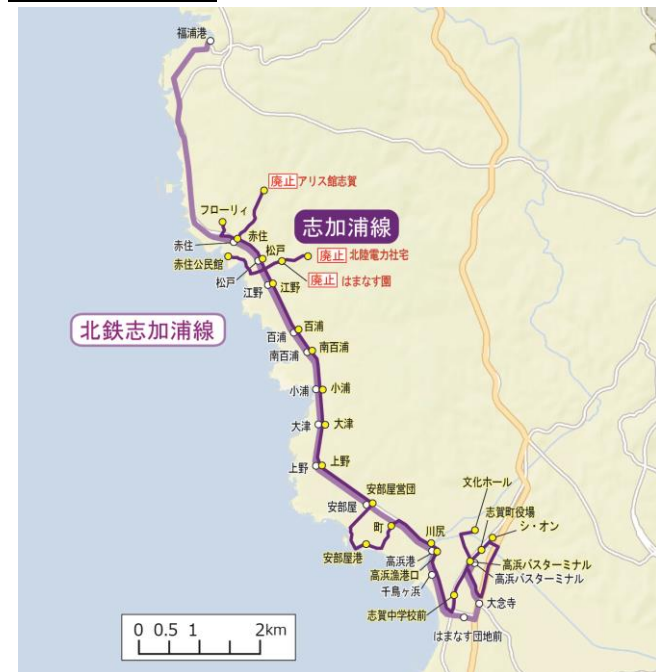 福浦港
廃止 アリス館志賀
フローリィ
志加浦線
赤住
赤住
松戸
廃止 北陸電力社宅
赤住公民館
松戸
廃止 はまなす園
江野
江野
北鉄志加浦線
百浦
百浦
南百浦
南百浦
小浦
小浦
大津
大津
上野
上野
安部屋営団
文化ホール
安部屋
志賀町役場
町
川尻
シ・オン
安部屋港
高浜港
高浜バスターミナル
高浜漁港口
高浜バスターミナル
千鳥ヶ浜
志賀中学校前
大念寺
はまなす団地前
0 0.5 1 2km